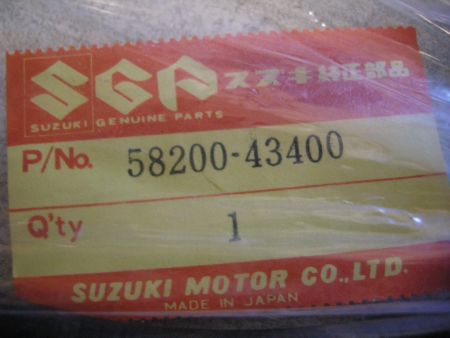 SGP スズキ純正部品
SUZUKI GENUINE PARTS
P/No. 58200-43400
Q'ty 1
SUZUKI MOTOR CO.,LTD.
MADE IN JAPAN